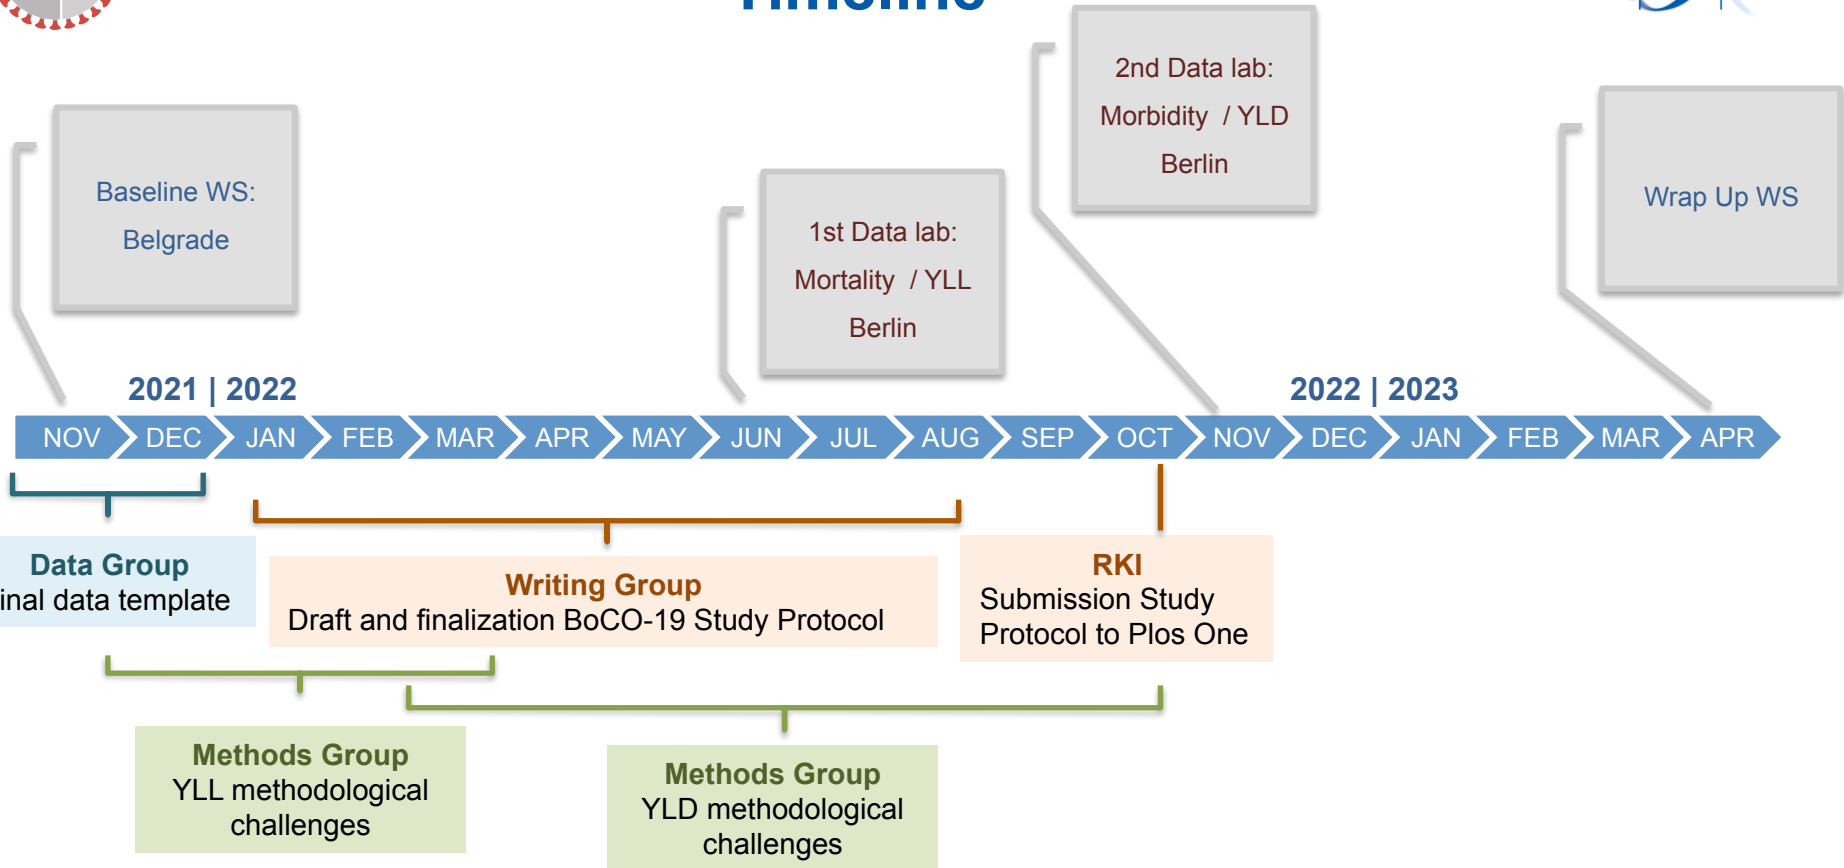 Timeline
2nd Data lab:
Morbidity / YLD
Berlin
Baseline WS:
Belgrade
Wrap Up WS
1st Data lab:
Mortality / YLL
Berlin
2021 | 2022
2022 | 2023
NOV DEC JAN FEB MAR APR MAY JUN JUL AUG SEP OCT NOV DEC JAN FEB MAR APR
Data Group
inal data template
Writing Group
Draft and finalization BoCO-19 Study Protocol
RKI
Submission Study
Protocol to Plos One
Methods Group
YLL methodological
challenges
Methods Group
YLD methodological
challenges